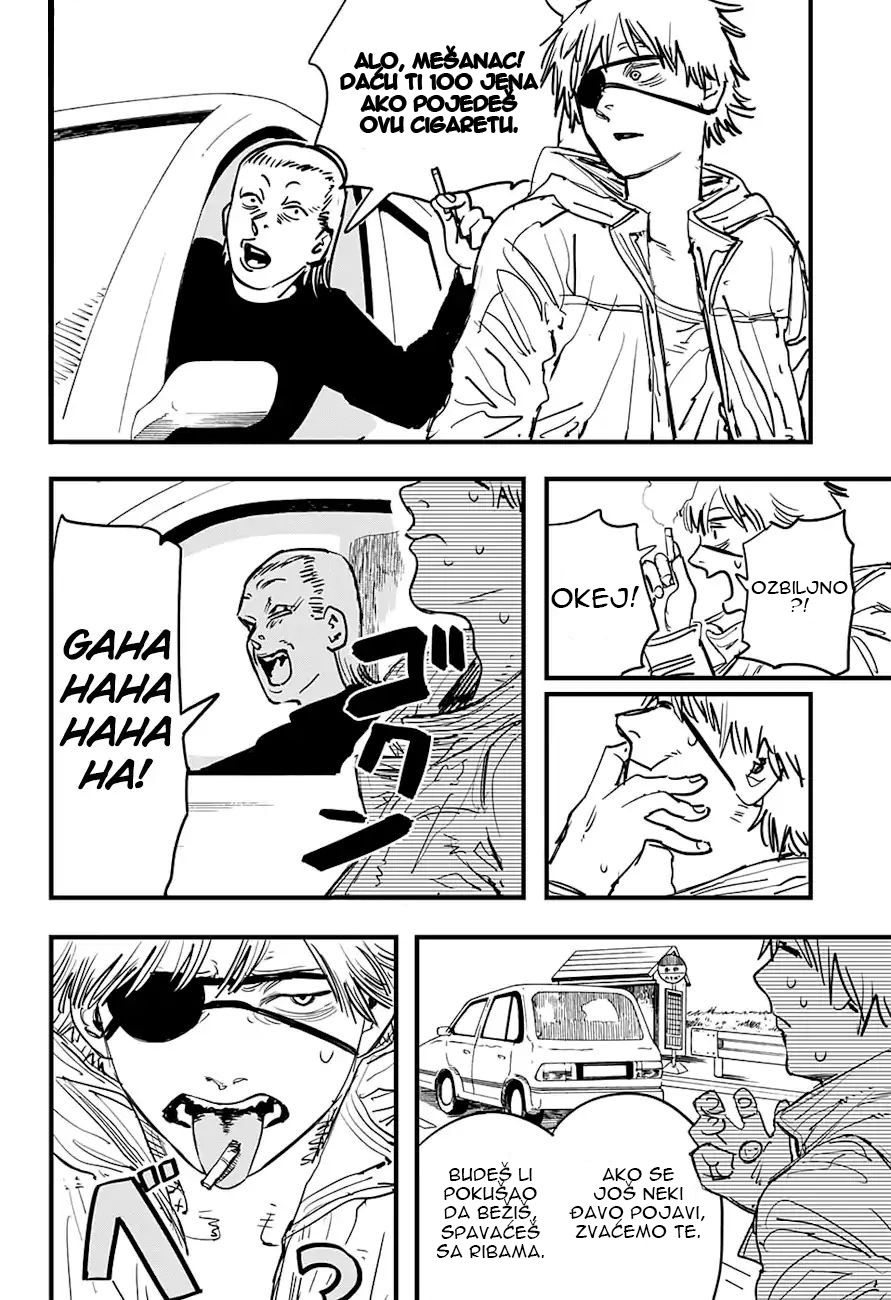 ALO, MEŠANAC!
DAĆU TI 100 JENA
AKO POJEDEŠ
OVU CIGARETU.
OZBILJNO
?!
OKEJ!
GAHA
HAHA
HAHA
HA!
AKO SE
JOŠ NEKI
ĐAVO POJAVI,
ZVAĆEMO TE.
BUDEŠ LI
POKUŠAO
DA BEŽIŠ,
SPAVAĆEŠ
SA RIBAMA.